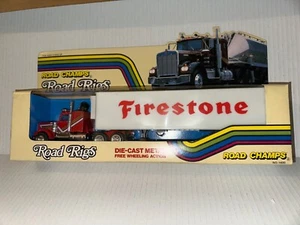 ROAD CHAMPS
Road Rigs
Firestone
Road Rigs
DIE-CAST METAL
FREE WHEELING ACTION
ROAD CHAMPS.